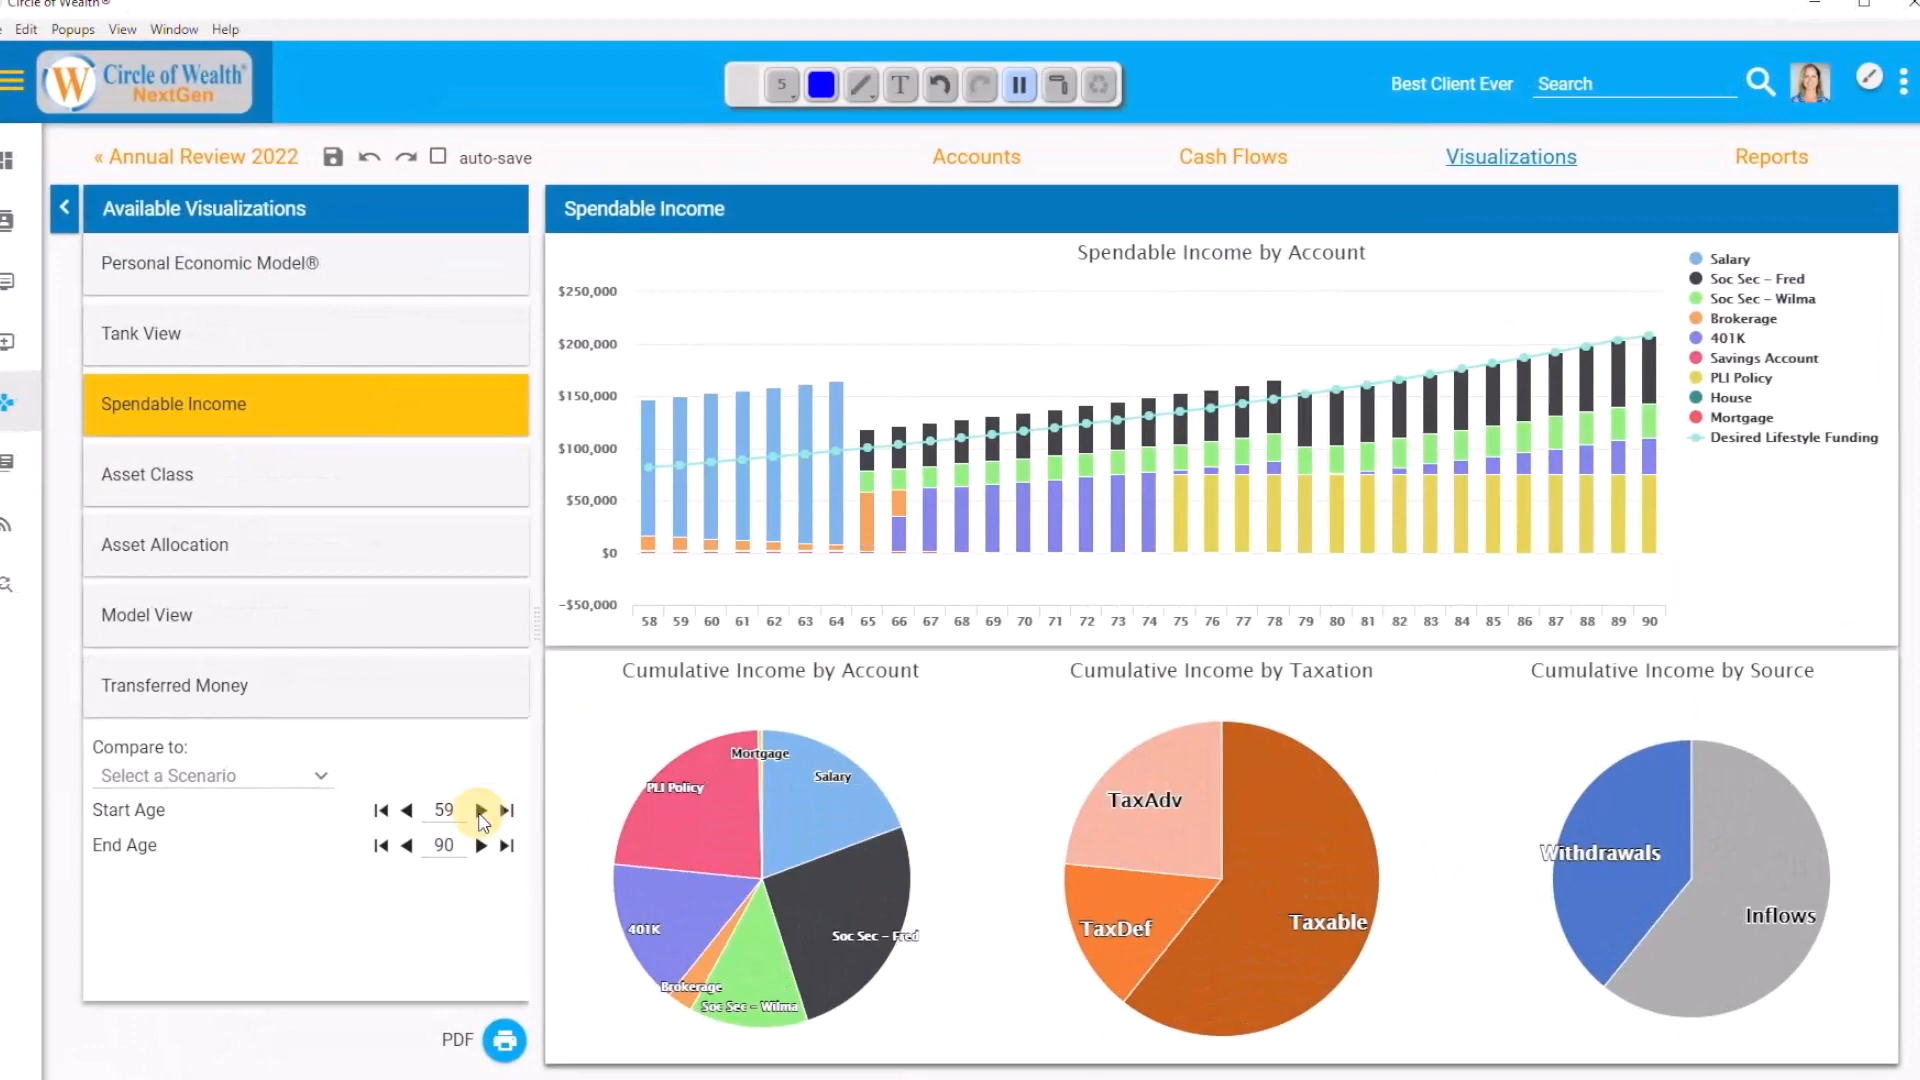 Circle of Wealth®
Edit Popups View Window Help
W Circle of Wealth®
NextGen
5
T
Best Client Ever
Search
« Annual Review 2022
auto-save
Accounts
Cash Flows
Visualizations
Reports
Available Visualizations
Personal Economic Model®
Tank View
Spendable Income
Asset Class
Asset Allocation
Model View
Transferred Money
Compare to:
Select a Scenario
Start Age 59
End Age 90
PDF
Spendable Income
Spendable Income by Account
$250,000
$200,000
$150,000
$100,000
$50,000
$0
−$50,000
58 59 60 61 62 63 64 65 66 67 68 69 70 71 72 73 74 75 76 77 78 79 80 81 82 83 84 85 86 87 88 89 90
Salary
Soc Sec – Fred
Soc Sec – Wilma
Brokerage
401K
Savings Account
PLI Policy
House
Mortgage
Desired Lifestyle Funding
Cumulative Income by Account
Mortgage
Salary
PLI Policy
401K
Soc Sec – Fred
Brokerage
Soc Sec – Wilma
Cumulative Income by Taxation
TaxAdv
TaxDef
Taxable
Cumulative Income by Source
Withdrawals
Inflows